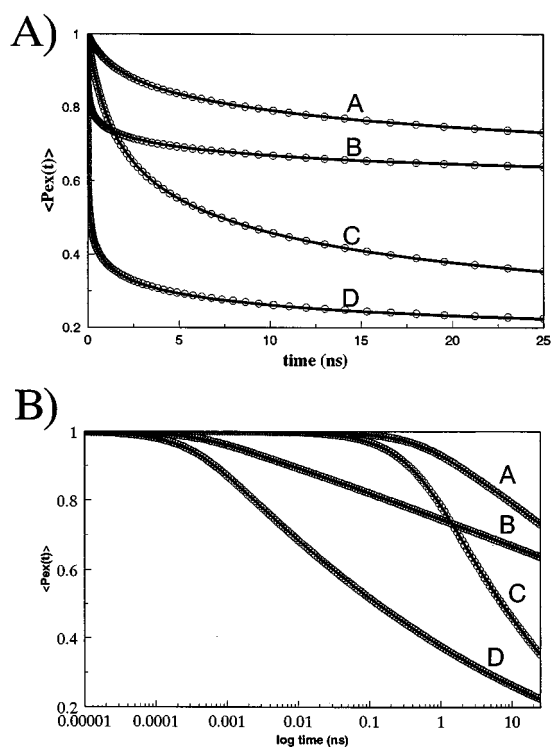 A)
1
0.8
0.6
0.4
0.2
<Pex(t)>
A
B
C
D
0 5 10 15 20 25
time (ns)
B)
1
0.8
0.6
0.4
0.2
<Pex(t)>
A
B
C
D
0.00001 0.0001 0.001 0.01 0.1 1 10
log time (ns)